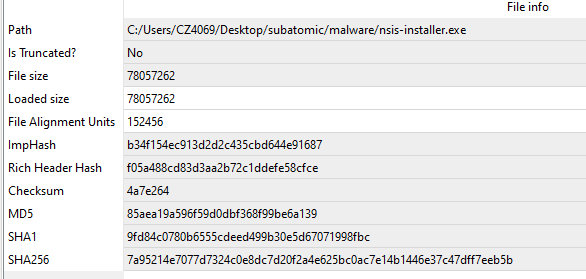 File info
Path C:/Users/CZ4069/Desktop/subatomic/malware/nsis-installer.exe
Is Truncated? No
File size 78057262
Loaded size 78057262
File Alignment Units 152456
ImpHash b34f154ec913d2d2c435cbd644e91687
Rich Header Hash f05a488cd83d3aa2b72c1ddefe58cfce
Checksum 4a7e264
MD5 85aea19a596f59d0dbf368f99be6a139
SHA1 9fd84c0780b6555cdeed499b30e5d67071998fbc
SHA256 7a95214e7077d7324c0e8dc7d20f2a4e625bc0ac7e14b1446e37c47dff7eeb5b